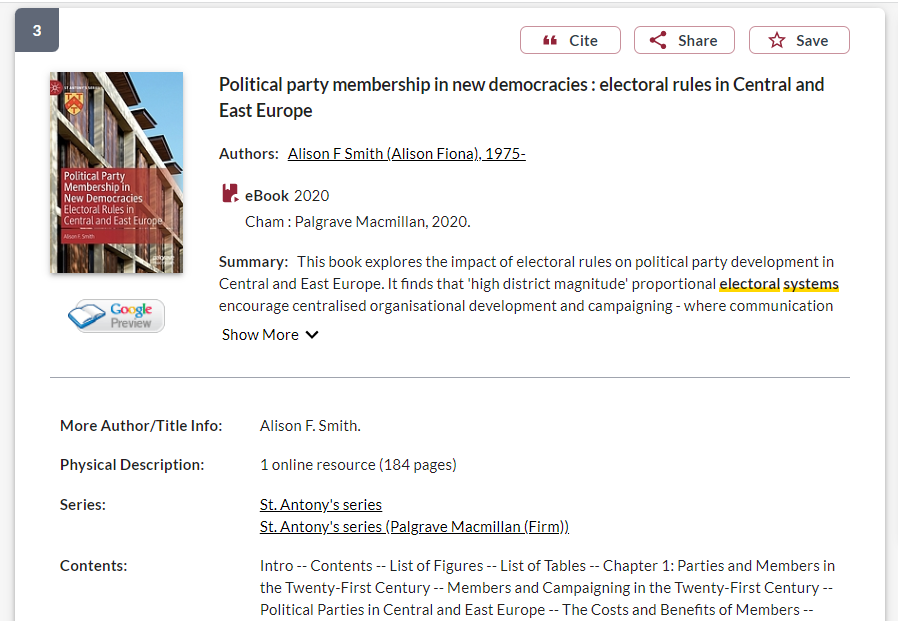 3
Cite
Share
Save
Political party membership in new democracies : electoral rules in Central and
East Europe
ST ANTONY'S SERIES
Political Party
Membership in
New Democracies
Electoral Rules in
Central and East Europe
Alison F. Smith
Authors: Alison F Smith (Alison Fiona), 1975-
eBook 2020
Cham : Palgrave Macmillan, 2020.
Summary: This book explores the impact of electoral rules on political party development in
Central and East Europe. It finds that 'high district magnitude' proportional electoral systems
encourage centralised organisational development and campaigning - where communication
Show More
Google
Preview
More Author/Title Info: Alison F. Smith.
Physical Description: 1 online resource (184 pages)
Series: St. Antony's series
St. Antony's series (Palgrave Macmillan (Firm))
Contents: Intro -- Contents -- List of Figures -- List of Tables -- Chapter 1: Parties and Members in
the Twenty-First Century -- Members and Campaigning in the Twenty-First Century --
Political Parties in Central and East Europe -- The Costs and Benefits of Members --